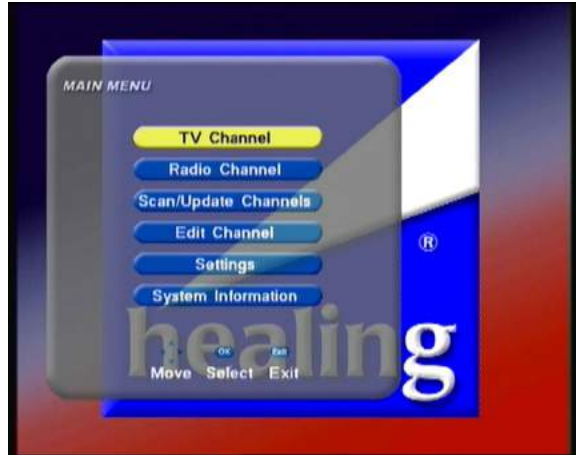 MAIN MENU
TV Channel
Radio Channel
Scan/Update Channels
Edit Channel
Settings
System Information
®
healing
OK Exit
Move Select Exit